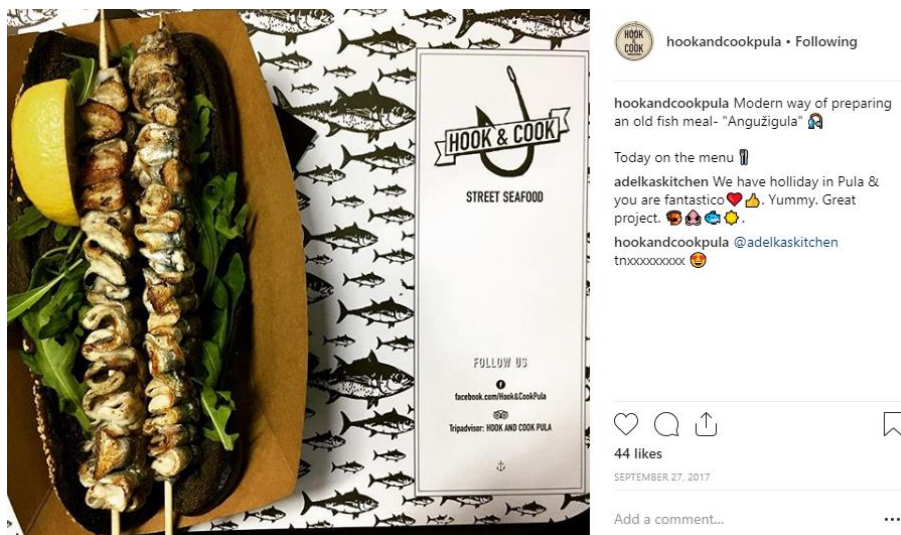 HOOK & COOK
STREET SEAFOOD
FOLLOW US
facebook.com/Hook&CookPula
Tripadvisor: HOOK AND COOK PULA
HOOK
&
COOK
hookandcookpula • Following
hookandcookpula Modern way of preparing
an old fish meal- "Angužigula" 🎣
Today on the menu 🍴
adelkaskitchen We have holliday in Pula &
you are fantastico❤️👍. Yummy. Great
project. 🦐🦑🐟☀️.
hookandcookpula @adelkaskitchen
tnxxxxxxxxx 😍
44 likes
SEPTEMBER 27, 2017
Add a comment...